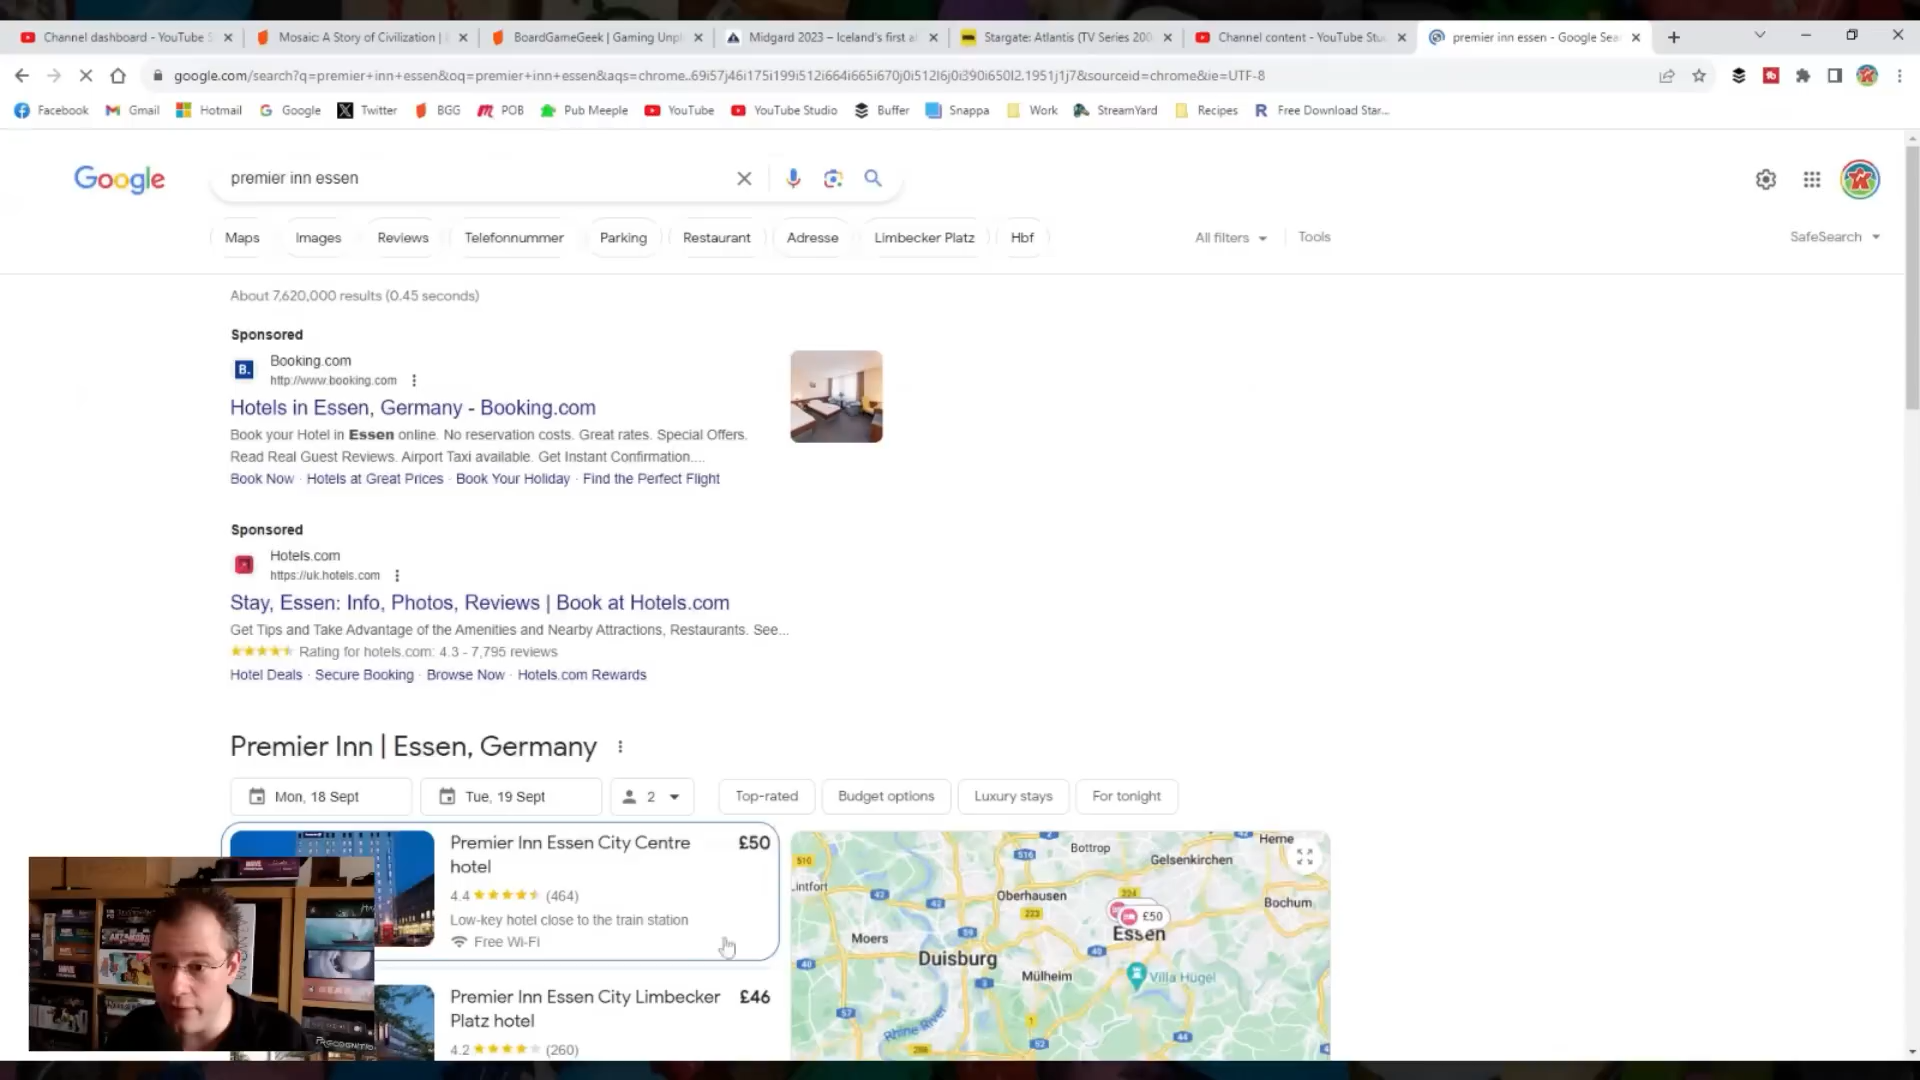 Channel dashboard - YouTube S
Mosaic: A Story of Civilization |
BoardGameGeek | Gaming Unpl
Midgard 2023 – Iceland's first al
Stargate: Atlantis (TV Series 200
Channel content - YouTube Stu
premier inn essen - Google Sea
google.com/search?q=premier+inn+essen&oq=premier+inn+essen&aqs=chrome..69i57j46i175i199i512i664i665i670j0i512l6j0i390i650l2.1951j1j7&sourceid=chrome&ie=UTF-8
Facebook Gmail Hotmail Google Twitter BGG POB Pub Meeple YouTube YouTube Studio Buffer Snappa Work StreamYard Recipes Free Download Star...
Google
premier inn essen
Maps Images Reviews Telefonnummer Parking Restaurant Adresse Limbecker Platz Hbf All filters Tools SafeSearch
About 7,620,000 results (0.45 seconds)
Sponsored
Booking.com
http://www.booking.com
Hotels in Essen, Germany - Booking.com
Book your Hotel in Essen online. No reservation costs. Great rates. Special Offers.
Read Real Guest Reviews. Airport Taxi available. Get Instant Confirmation....
Book Now · Hotels at Great Prices · Book Your Holiday · Find the Perfect Flight
Sponsored
Hotels.com
https://uk.hotels.com
Stay, Essen: Info, Photos, Reviews | Book at Hotels.com
Get Tips and Take Advantage of the Amenities and Nearby Attractions, Restaurants. See...
Rating for hotels.com: 4.3 - 7,795 reviews
Hotel Deals · Secure Booking · Browse Now · Hotels.com Rewards
Premier Inn | Essen, Germany
Mon, 18 Sept Tue, 19 Sept 2 Top-rated Budget options Luxury stays For tonight
Premier Inn Essen City Centre
hotel
£50
4.4 (464)
Low-key hotel close to the train station
Free Wi-Fi
Premier Inn Essen City Limbecker
Platz hotel
£46
4.2 (260)
Herne
Bottrop
Gelsenkirchen
Lintfort
Oberhausen
Bochum
£50
Essen
Moers
Duisburg
Mülheim
Villa Hügel
Rhine River